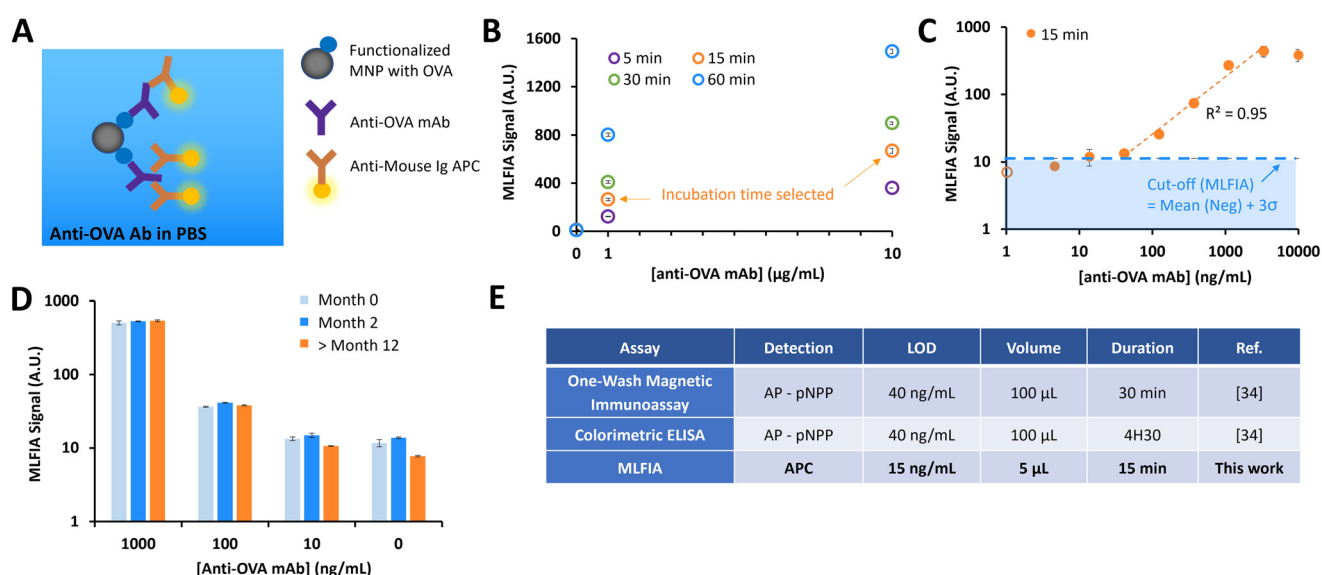 A
Functionalized
MNP with OVA
Anti-OVA mAb
Anti-Mouse Ig APC
Anti-OVA Ab in PBS
B
MLFIA Signal (A.U.)
1600
1200
800
400
0
5 min
15 min
30 min
60 min
Incubation time selected
0
1
10
[anti-OVA mAb] (µg/mL)
C
MLFIA Signal (A.U.)
1000
100
10
1
15 min
R² = 0.95
Cut-off (MLFIA)
= Mean (Neg) + 3σ
1
10
100
1000
10000
[anti-OVA mAb] (ng/mL)
D
MLFIA Signal (A.U.)
1000
100
10
1
Month 0
Month 2
> Month 12
1000
100
10
0
[Anti-OVA mAb] (ng/mL)
E
Assay Detection LOD Volume Duration Ref.
One-Wash Magnetic
Immunoassay AP - pNPP 40 ng/mL 100 µL 30 min [34]
Colorimetric ELISA AP - pNPP 40 ng/mL 100 µL 4H30 [34]
MLFIA APC 15 ng/mL 5 µL 15 min This work